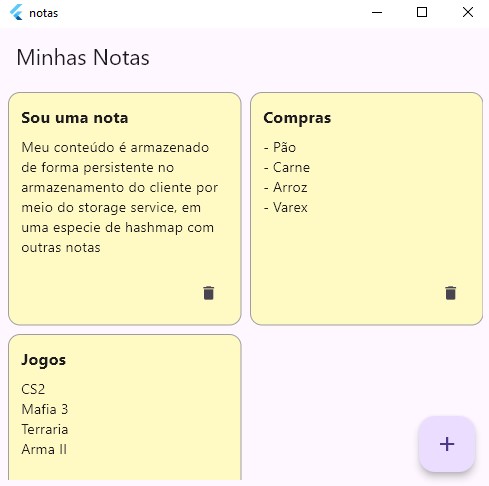 notas
Minhas Notas
Sou uma nota
Meu conteúdo é armazenado
de forma persistente no
armazenamento do cliente por
meio do storage service, em
uma especie de hashmap com
outras notas
Compras
- Pão
- Carne
- Arroz
- Varex
Jogos
CS2
Mafia 3
Terraria
Arma II